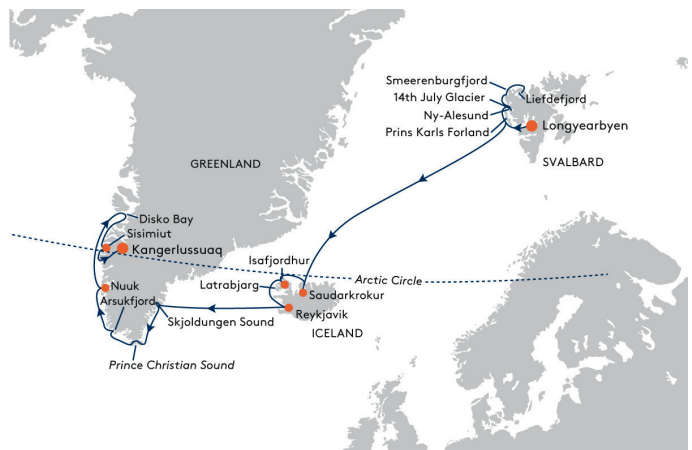 Smeerenburgfjord
Liefdefjord
14th July Glacier
Ny-Alesund
Longyearbyen
Prins Karls Forland
SVALBARD
GREENLAND
Disko Bay
Sisimiut
Kangerlussuaq
Isafjordhur
Arctic Circle
Nuuk
Latrabjarg
Saudarkrokur
Arsukfjord
Skjoldungen Sound
Reykjavik
ICELAND
Prince Christian Sound